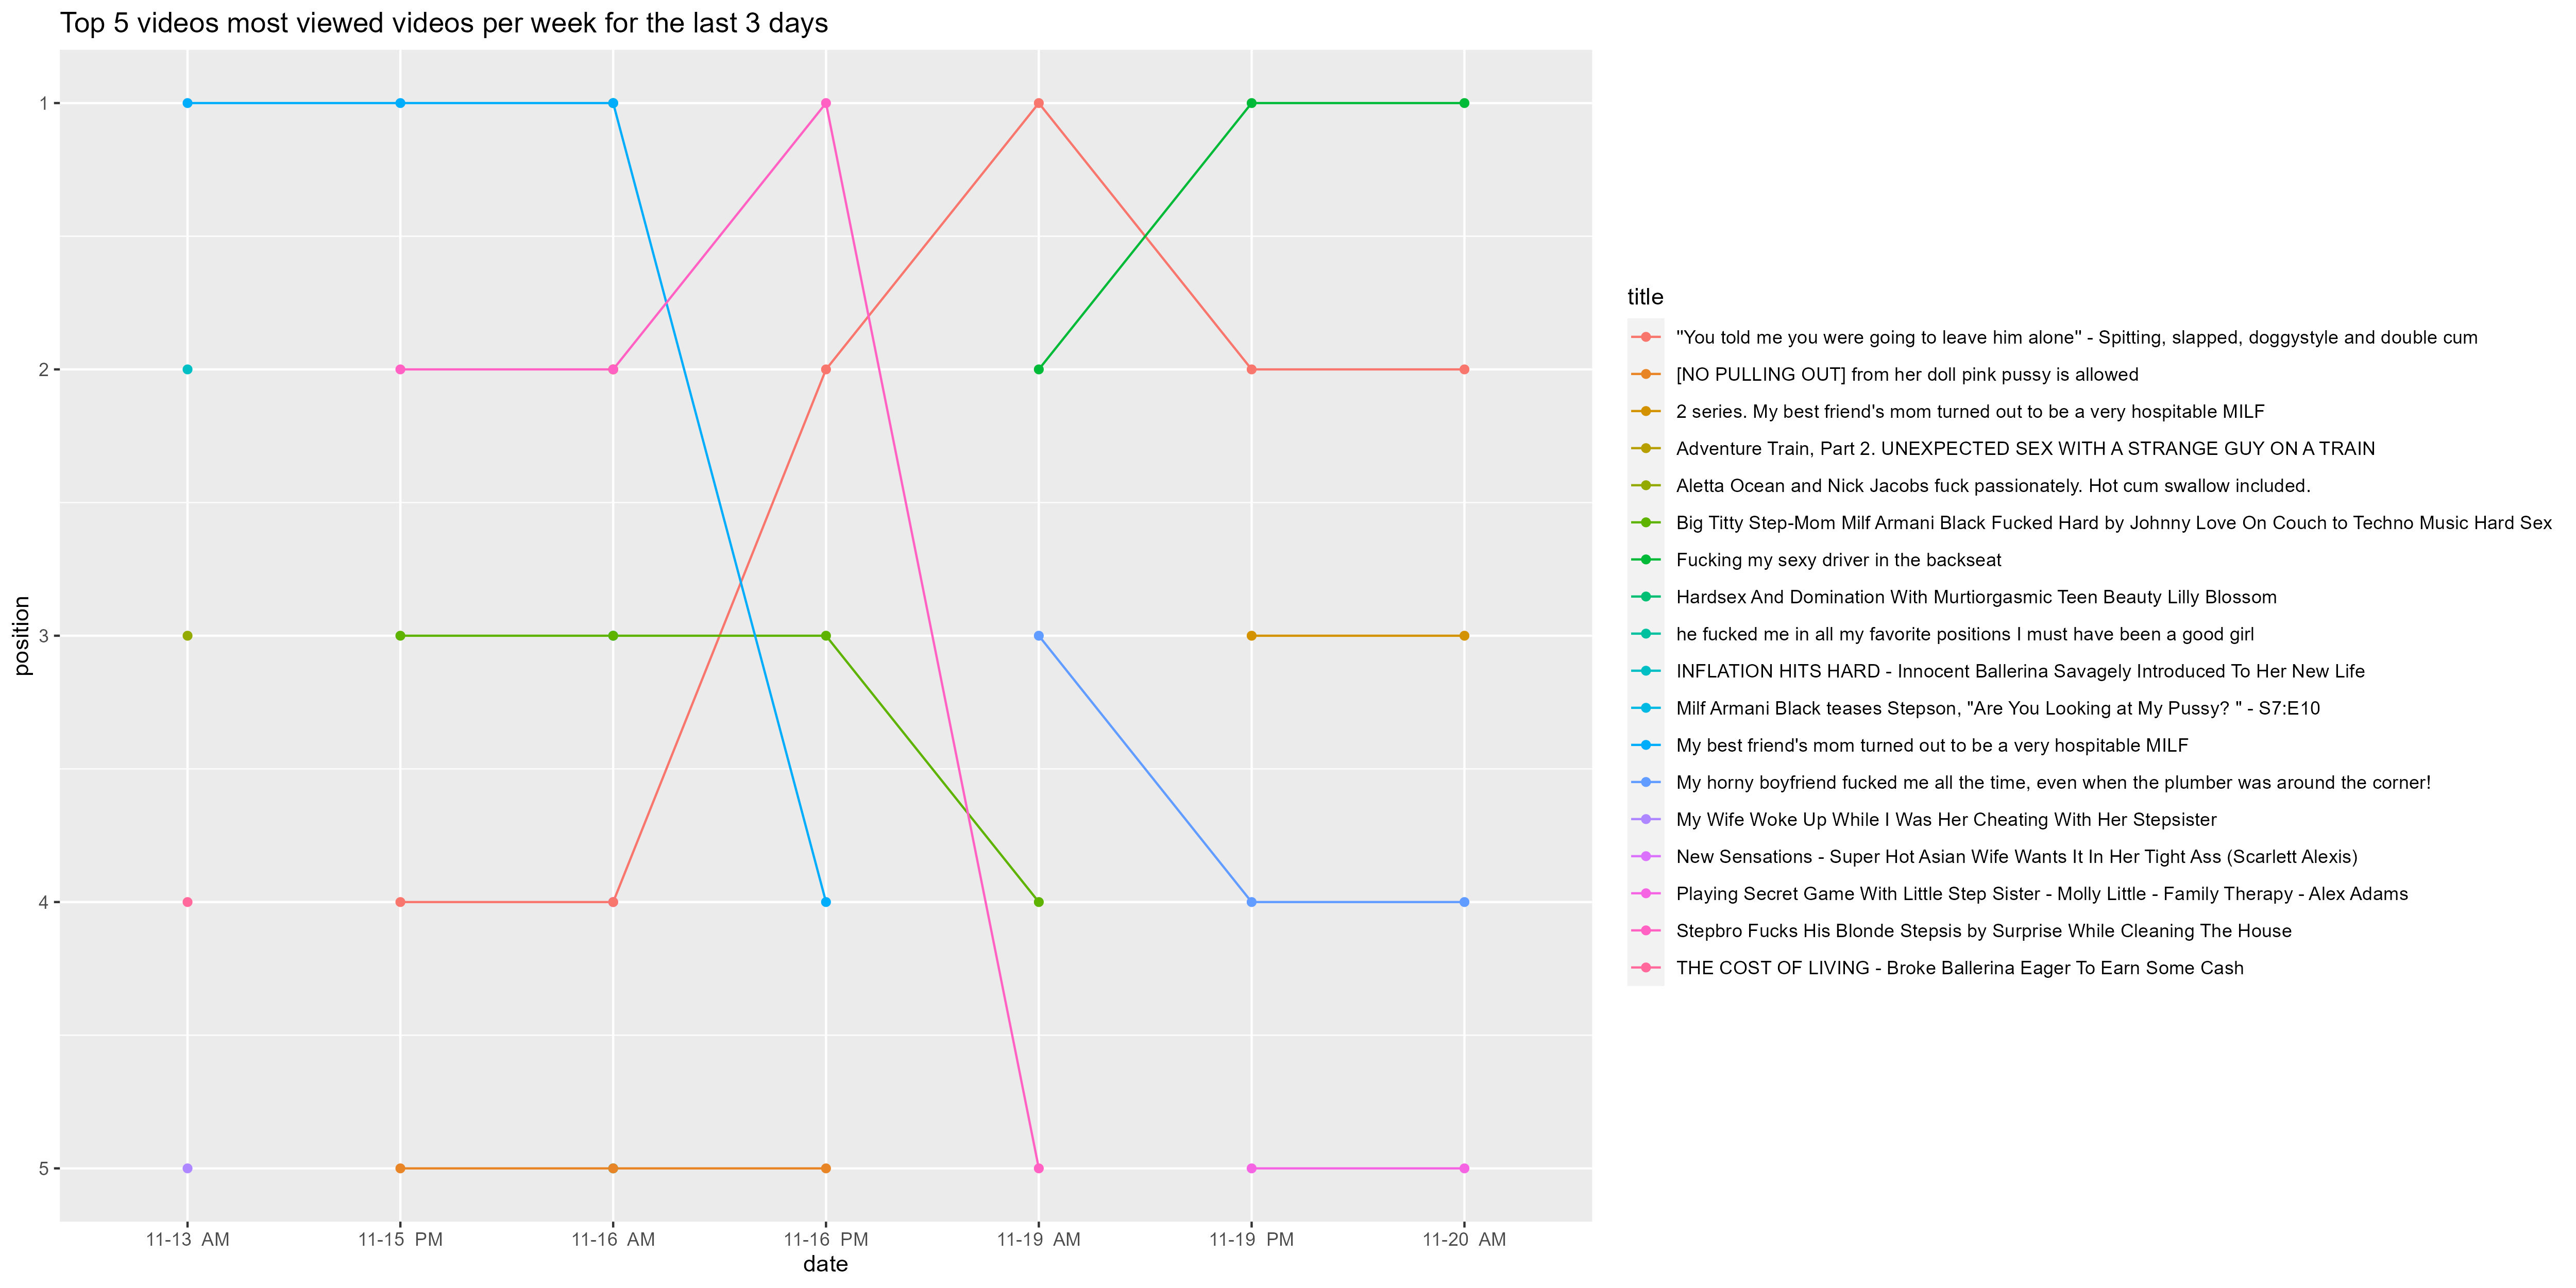 Top 5 videos most viewed videos per week for the last 3 days
position
1
2
3
4
5
11-13 AM
11-15 PM
11-16 AM
11-16 PM
11-19 AM
11-19 PM
11-20 AM
date
title
"You told me you were going to leave him alone" - Spitting, slapped, doggystyle and double cum
[NO PULLING OUT] from her doll pink pussy is allowed
2 series. My best friend's mom turned out to be a very hospitable MILF
Adventure Train, Part 2. UNEXPECTED SEX WITH A STRANGE GUY ON A TRAIN
Aletta Ocean and Nick Jacobs fuck passionately. Hot cum swallow included.
Big Titty Step-Mom Milf Armani Black Fucked Hard by Johnny Love On Couch to Techno Music Hard Sex
Fucking my sexy driver in the backseat
Hardsex And Domination With Murtiorgasmic Teen Beauty Lilly Blossom
he fucked me in all my favorite positions I must have been a good girl
INFLATION HITS HARD - Innocent Ballerina Savagely Introduced To Her New Life
Milf Armani Black teases Stepson, "Are You Looking at My Pussy? " - S7:E10
My best friend's mom turned out to be a very hospitable MILF
My horny boyfriend fucked me all the time, even when the plumber was around the corner!
My Wife Woke Up While I Was Her Cheating With Her Stepsister
New Sensations - Super Hot Asian Wife Wants It In Her Tight Ass (Scarlett Alexis)
Playing Secret Game With Little Step Sister - Molly Little - Family Therapy - Alex Adams
Stepbro Fucks His Blonde Stepsis by Surprise While Cleaning The House
THE COST OF LIVING - Broke Ballerina Eager To Earn Some Cash